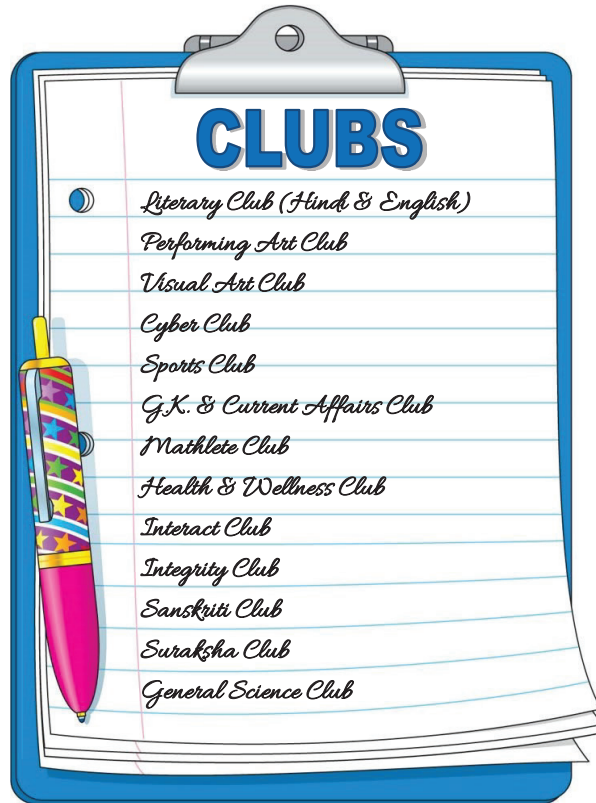 CLUBS
Literary Club (Hindi & English)
Performing Art Club
Visual Art Club
Cyber Club
Sports Club
G.K. & Current Affairs Club
Mathlete Club
Health & Wellness Club
Interact Club
Integrity Club
Sanskriti Club
Suraksha Club
General Science Club